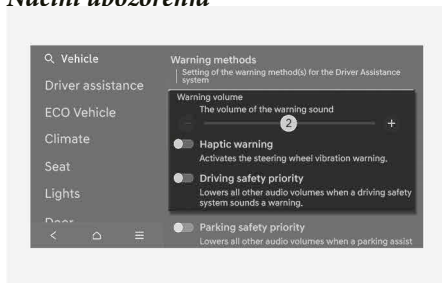 Načini upozorenja
Vehicle
Driver assistance
ECO Vehicle
Climate
Seat
Lights
Door
Warning methods
Setting of the warning method(s) for the Driver Assistance
system
Warning volume
The volume of the warning sound
2
Haptic warning
Activates the steering wheel vibration warning.
Driving safety priority
Lowers all other audio volumes when a driving safety
system sounds a warning.
Parking safety priority
Lowers all other audio volumes when a parking assist